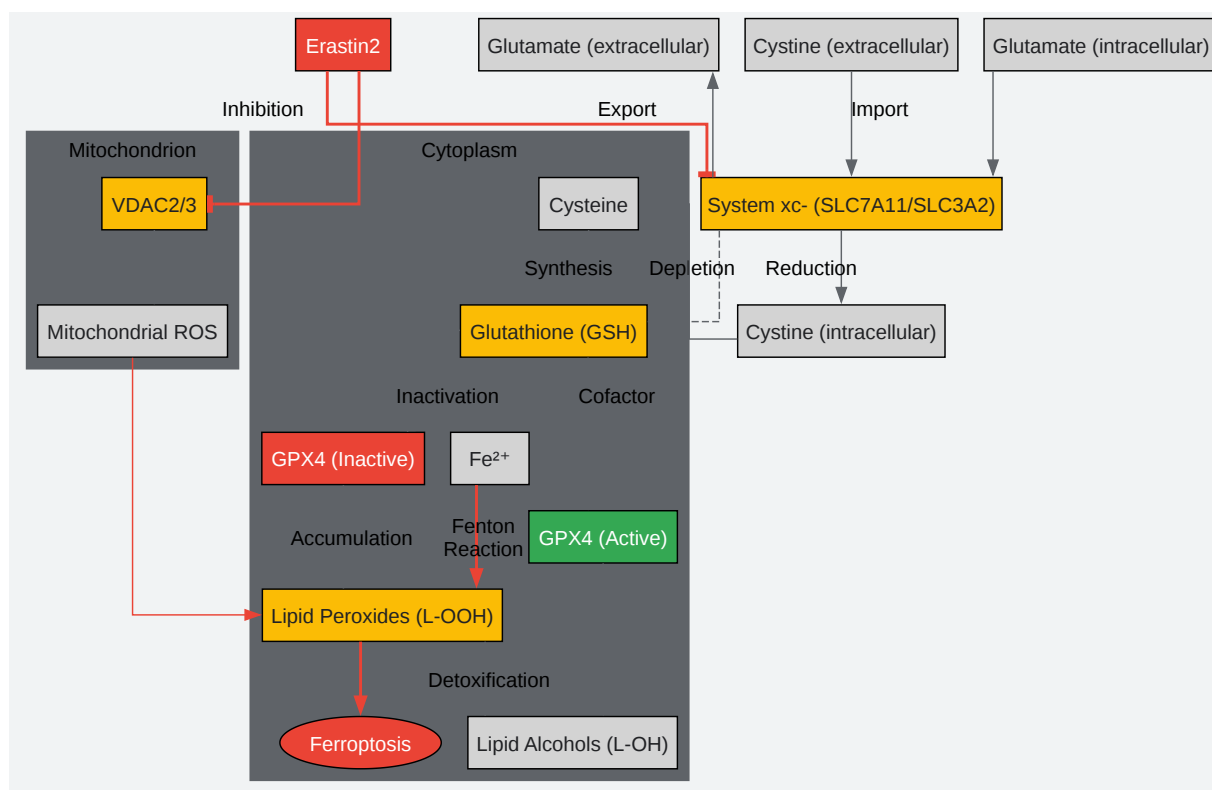 Erastin2
Glutamate (extracellular)
Cystine (extracellular)
Glutamate (intracellular)
Inhibition
Export
Import
Mitochondrion
Cytoplasm
VDAC2/3
Cysteine
System xc- (SLC7A11/SLC3A2)
Synthesis
Depletion
Reduction
Mitochondrial ROS
Glutathione (GSH)
Cystine (intracellular)
Inactivation
Cofactor
GPX4 (Inactive)
Fe²⁺
Accumulation
Fenton
Reaction
GPX4 (Active)
Lipid Peroxides (L-OOH)
Detoxification
Ferroptosis
Lipid Alcohols (L-OH)